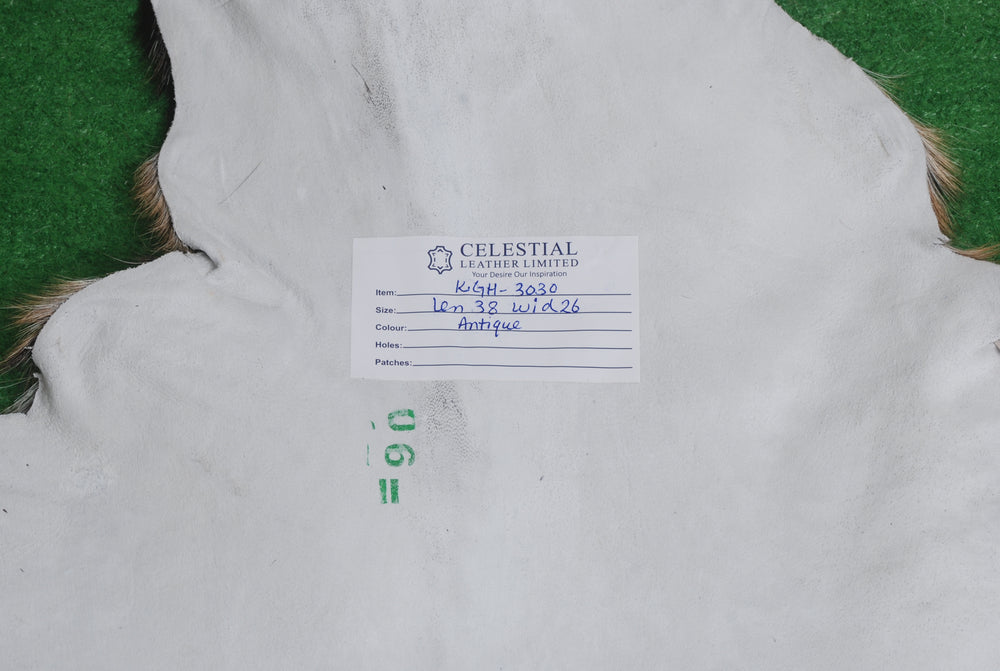 CELESTIAL
LEATHER LIMITED
Your Desire Our Inspiration
Item: KGH-3030
Size: Len 38 wid 26
Colour: Antique
Holes:
Patches: